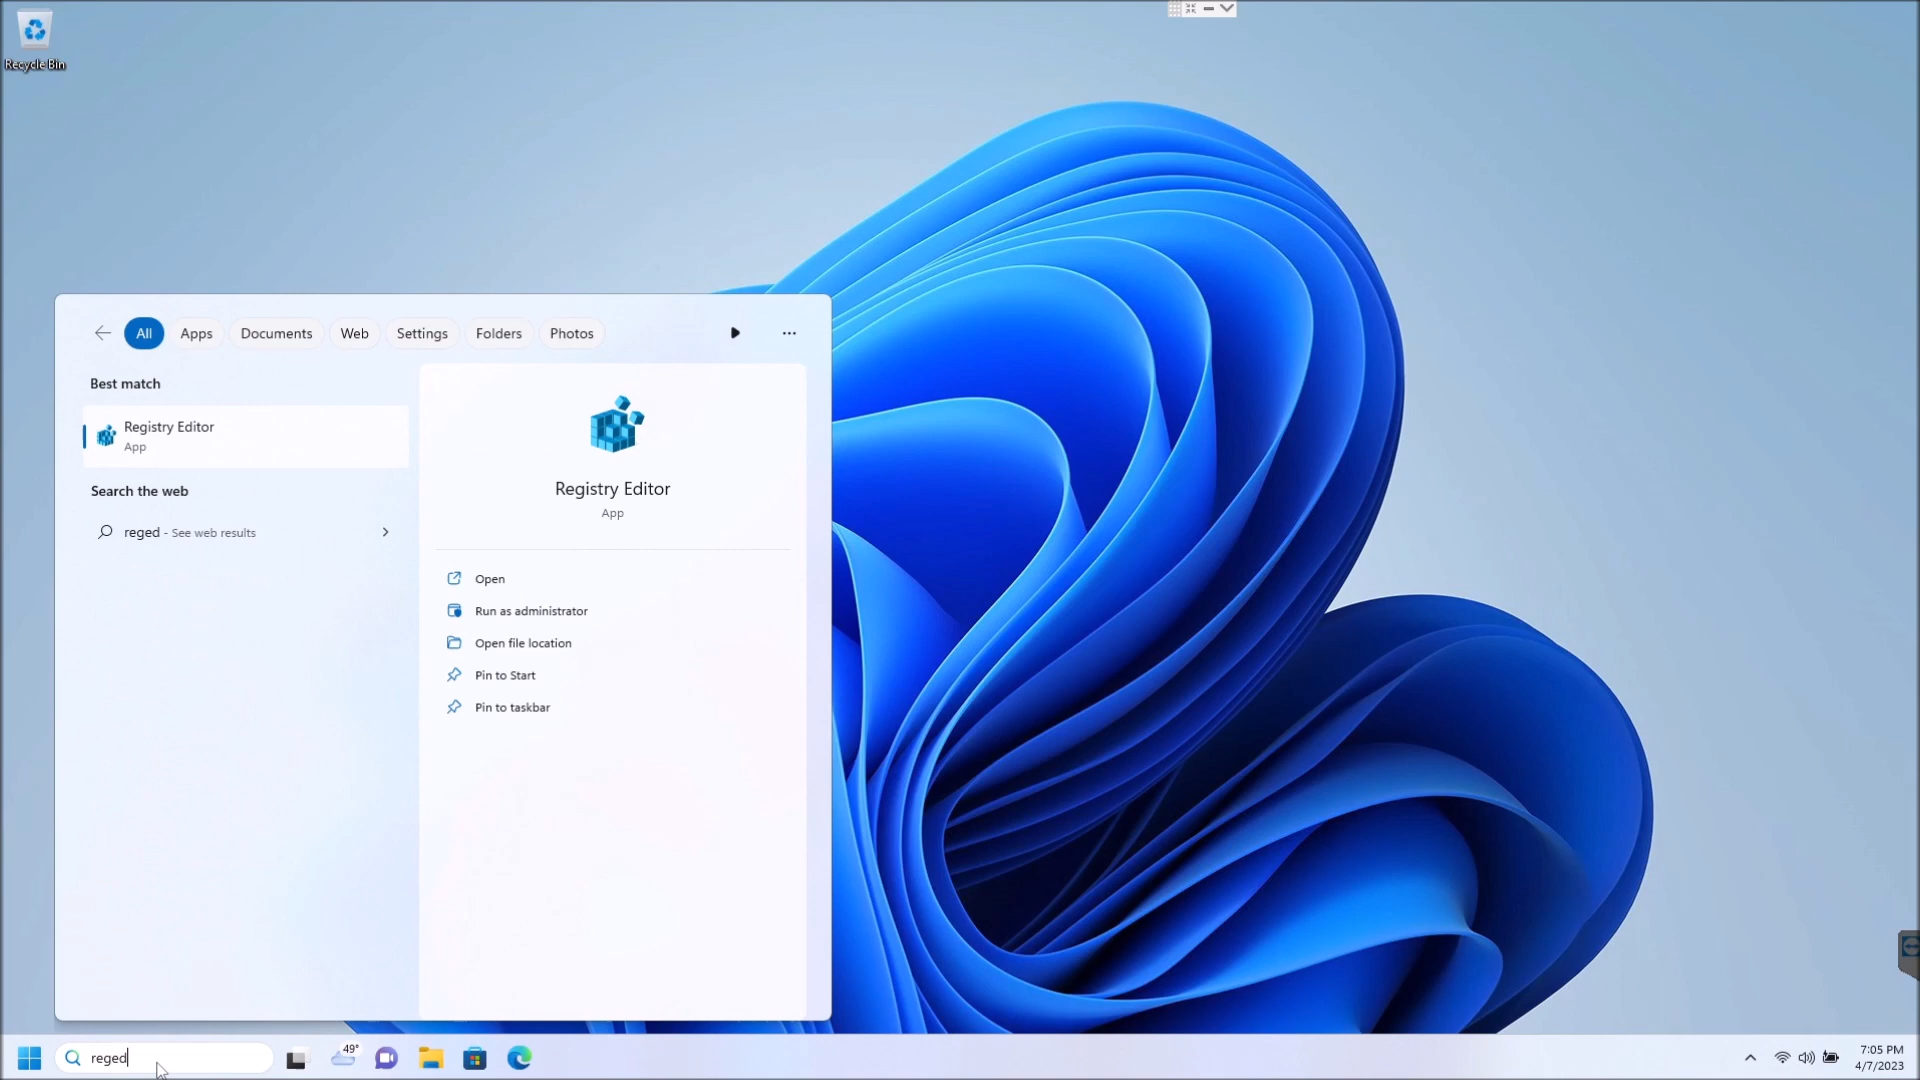 Recycle Bin
All
Apps
Documents
Web
Settings
Folders
Photos
Best match
Registry Editor
App
Search the web
reged - See web results
Registry Editor
App
Open
Run as administrator
Open file location
Pin to Start
Pin to taskbar
reged
49°
7:05 PM
4/7/2023